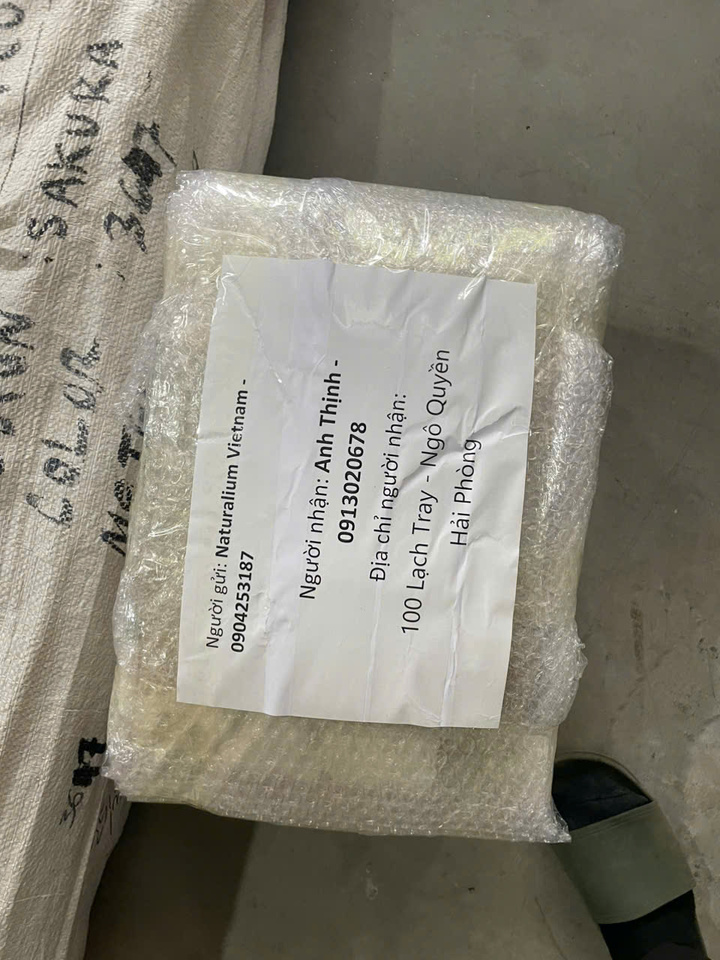 Người gửi: Naturalium Vietnam -
0904253187
Người nhận: Anh Thịnh -
0913020678
Địa chỉ người nhận:
100 Lạch Tray - Ngô Quyền
Hải Phòng
SAKURA